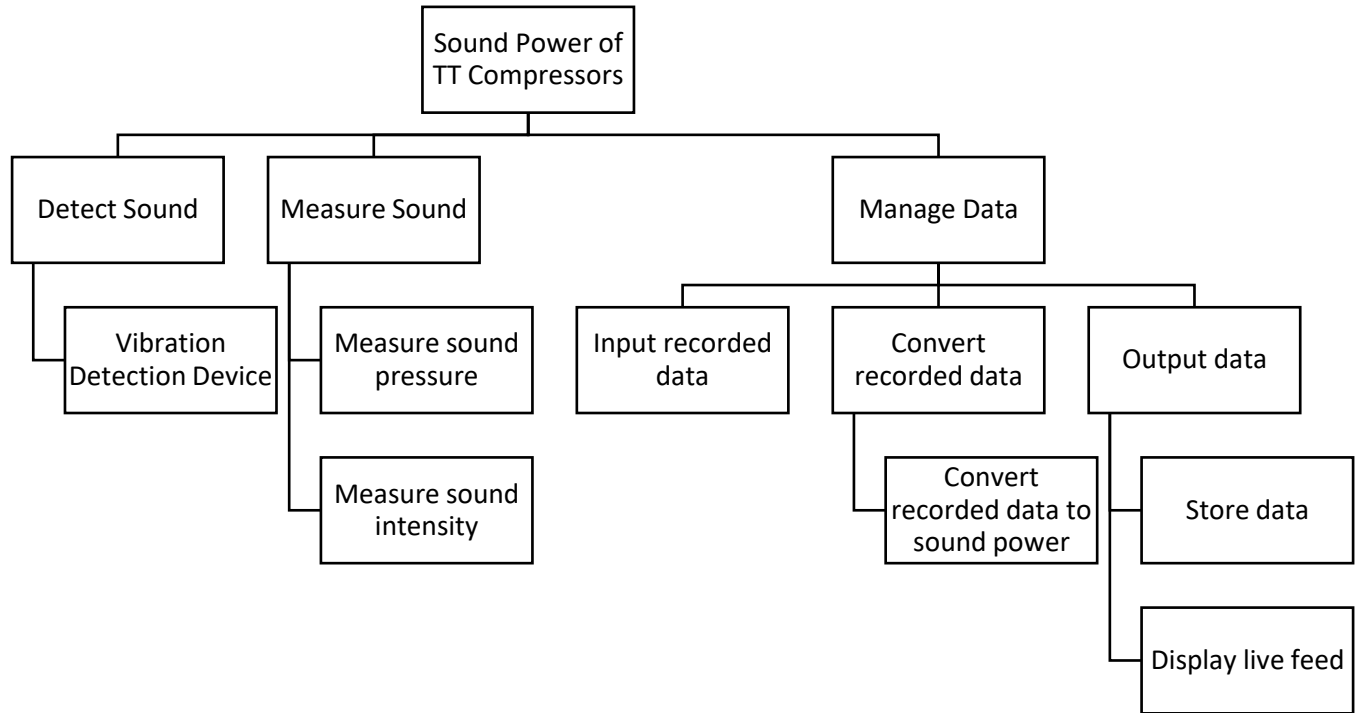 Sound Power of
TT Compressors
Detect Sound
Measure Sound
Manage Data
Vibration
Detection Device
Measure sound
pressure
Measure sound
intensity
Input recorded
data
Convert
recorded data
Convert
recorded data to
sound power
Output data
Store data
Display live feed